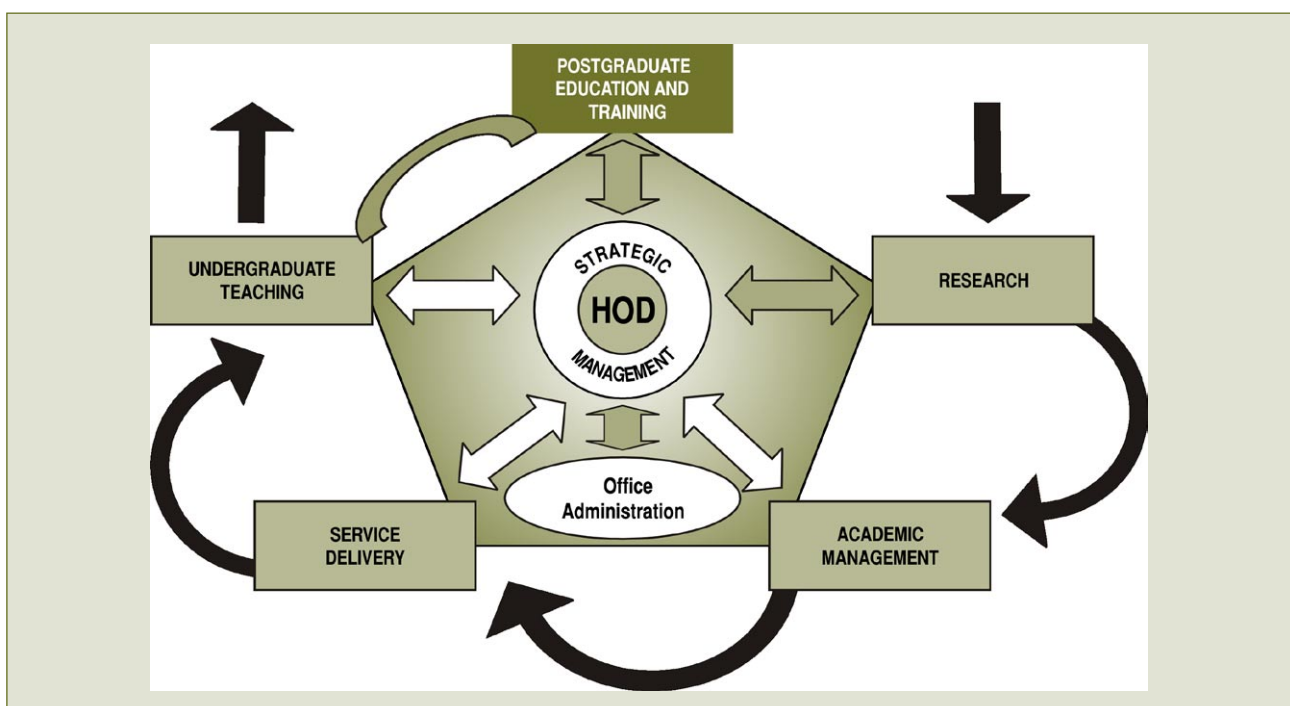 POSTGRADUATE
EDUCATION AND
TRAINING
UNDERGRADUATE
TEACHING
STRATEGIC
HOD
MANAGEMENT
RESEARCH
Office
Administration
SERVICE
DELIVERY
ACADEMIC
MANAGEMENT